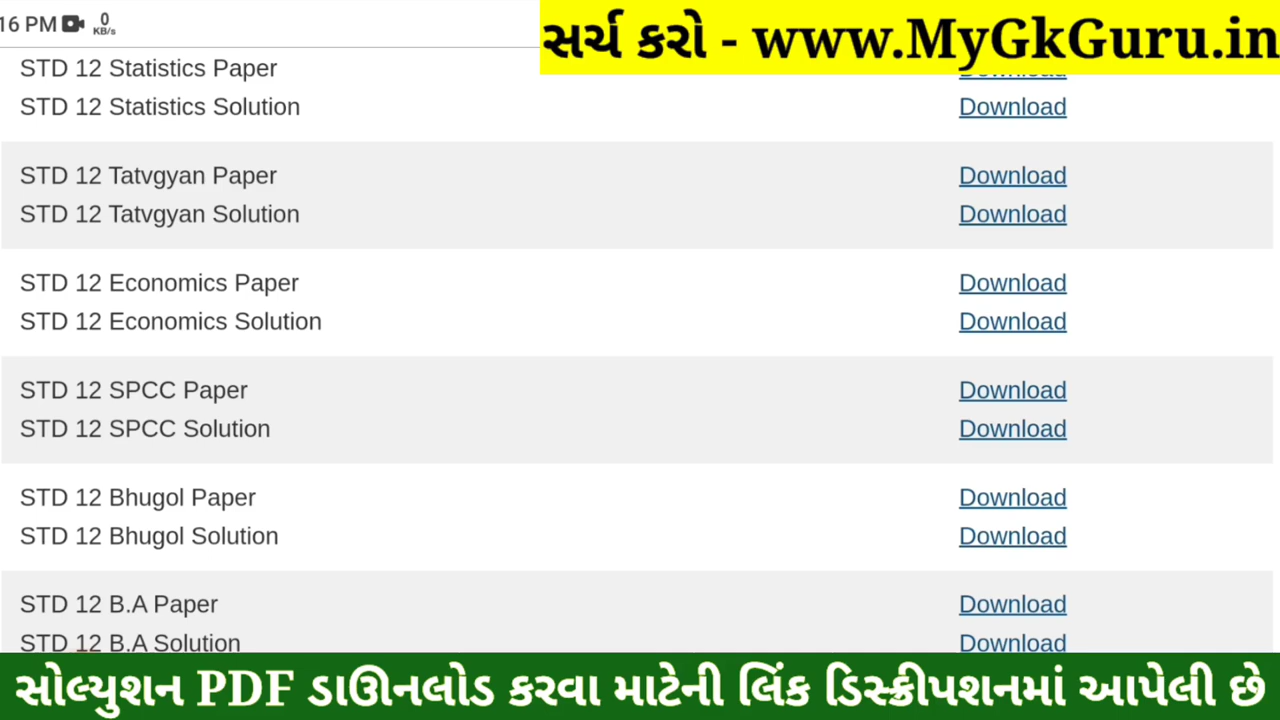 16 PM 0 KB/s
સર્ચ કરો - www.MyGkGuru.in
STD 12 Statistics Paper Download
STD 12 Statistics Solution Download
STD 12 Tatvgyan Paper Download
STD 12 Tatvgyan Solution Download
STD 12 Economics Paper Download
STD 12 Economics Solution Download
STD 12 SPCC Paper Download
STD 12 SPCC Solution Download
STD 12 Bhugol Paper Download
STD 12 Bhugol Solution Download
STD 12 B.A Paper Download
STD 12 B.A Solution Download
સોલ્યુશન PDF ડાઊનલોડ કરવા માટેની લિંક ડિસ્ક્રીપશનમાં આપેલી છે